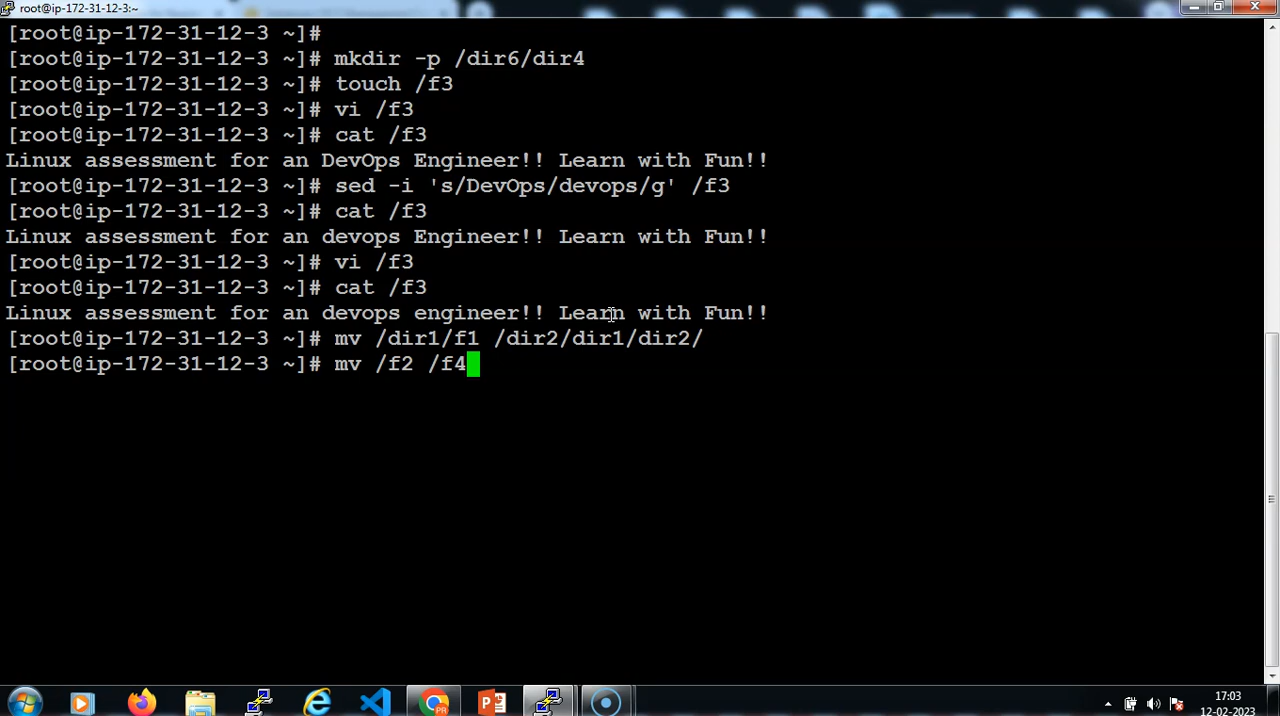 root@ip-172-31-12-3:~
[root@ip-172-31-12-3 ~]#
[root@ip-172-31-12-3 ~]# mkdir -p /dir6/dir4
[root@ip-172-31-12-3 ~]# touch /f3
[root@ip-172-31-12-3 ~]# vi /f3
[root@ip-172-31-12-3 ~]# cat /f3
Linux assessment for an DevOps Engineer!! Learn with Fun!!
[root@ip-172-31-12-3 ~]# sed -i 's/DevOps/devops/g' /f3
[root@ip-172-31-12-3 ~]# cat /f3
Linux assessment for an devops Engineer!! Learn with Fun!!
[root@ip-172-31-12-3 ~]# vi /f3
[root@ip-172-31-12-3 ~]# cat /f3
Linux assessment for an devops engineer!! Learn with Fun!!
[root@ip-172-31-12-3 ~]# mv /dir1/f1 /dir2/dir1/dir2/
[root@ip-172-31-12-3 ~]# mv /f2 /f4
17:03
12-02-2023